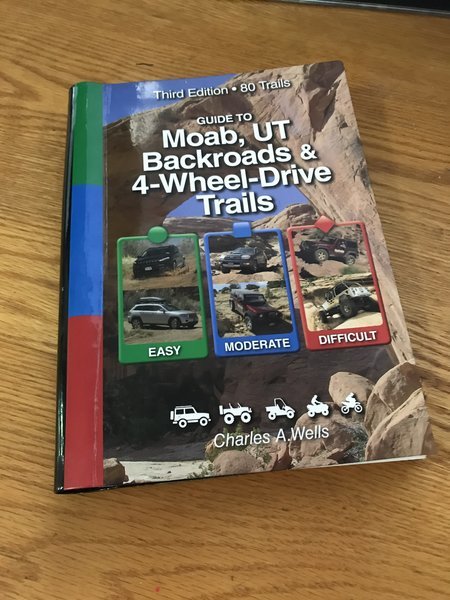 Third Edition • 80 Trails
GUIDE TO
Moab, UT
Backroads &
4-Wheel-Drive
Trails
EASY
MODERATE
DIFFICULT
Charles A. Wells